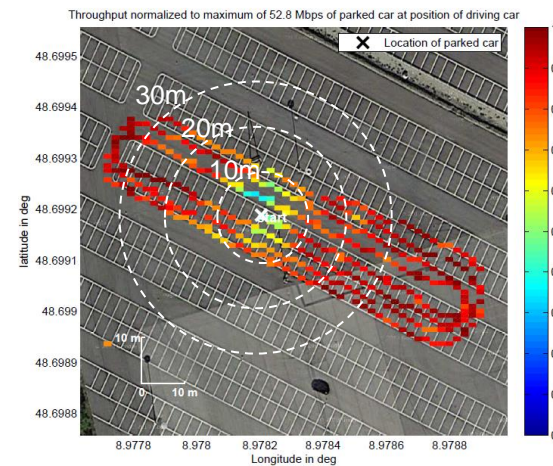 Throughput normalized to maximum of 52.8 Mbps of parked car at position of driving car
Location of parked car
48.6995
48.6994
48.6993
48.6992
48.6991
48.699
48.6989
48.6988
latitude in deg
30m
20m
10m
10 m
0
10 m
8.9778
8.978
8.9782
8.9784
8.9786
8.9788
Longitude in deg